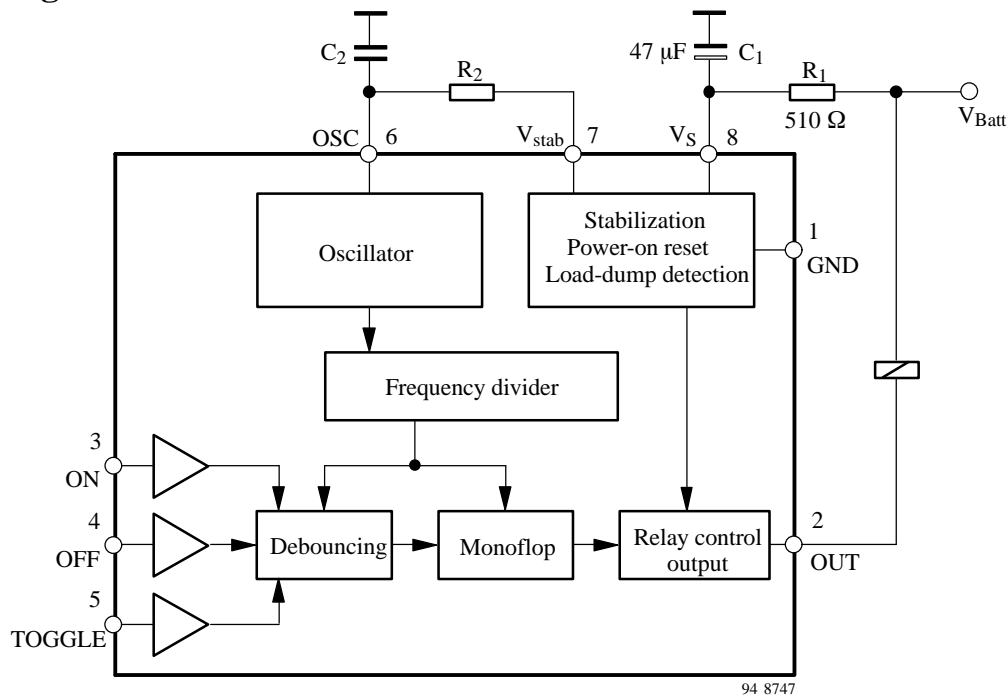 C2
47 μF
C1
R2
R1
510 Ω
VBatt
OSC
6
Vstab
7
VS
8
Oscillator
Stabilization
Power-on reset
Load-dump detection
1
GND
Frequency divider
3
ON
4
OFF
5
TOGGLE
Debouncing
Monoflop
Relay control
output
2
OUT
94 8747